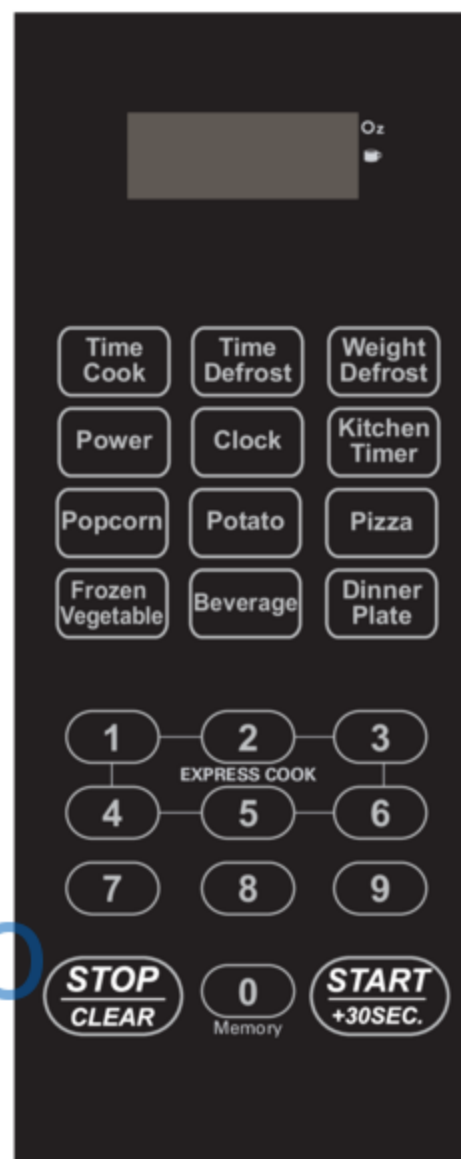 Oz
Time Cook
Time Defrost
Weight Defrost
Power
Clock
Kitchen Timer
Popcorn
Potato
Pizza
Frozen Vegetable
Beverage
Dinner Plate
1
2
3
EXPRESS COOK
4
5
6
7
8
9
STOP
CLEAR
0
Memory
START
+30SEC.